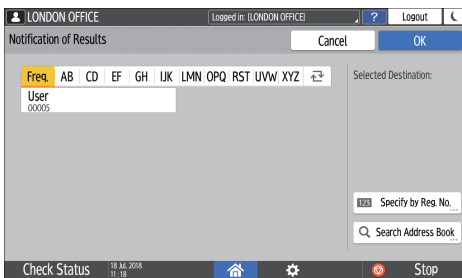 LONDON OFFICE
Logged in: [LONDON OFFICE]
?
Logout
Notification of Results
Cancel
OK
Freq. AB CD EF GH IJK LMN OPQ RST UVW XYZ
Selected Destination:
User
00005
123 Specify by Reg. No.
Search Address Book
Check Status
18 Jul. 2018
11:18
Stop